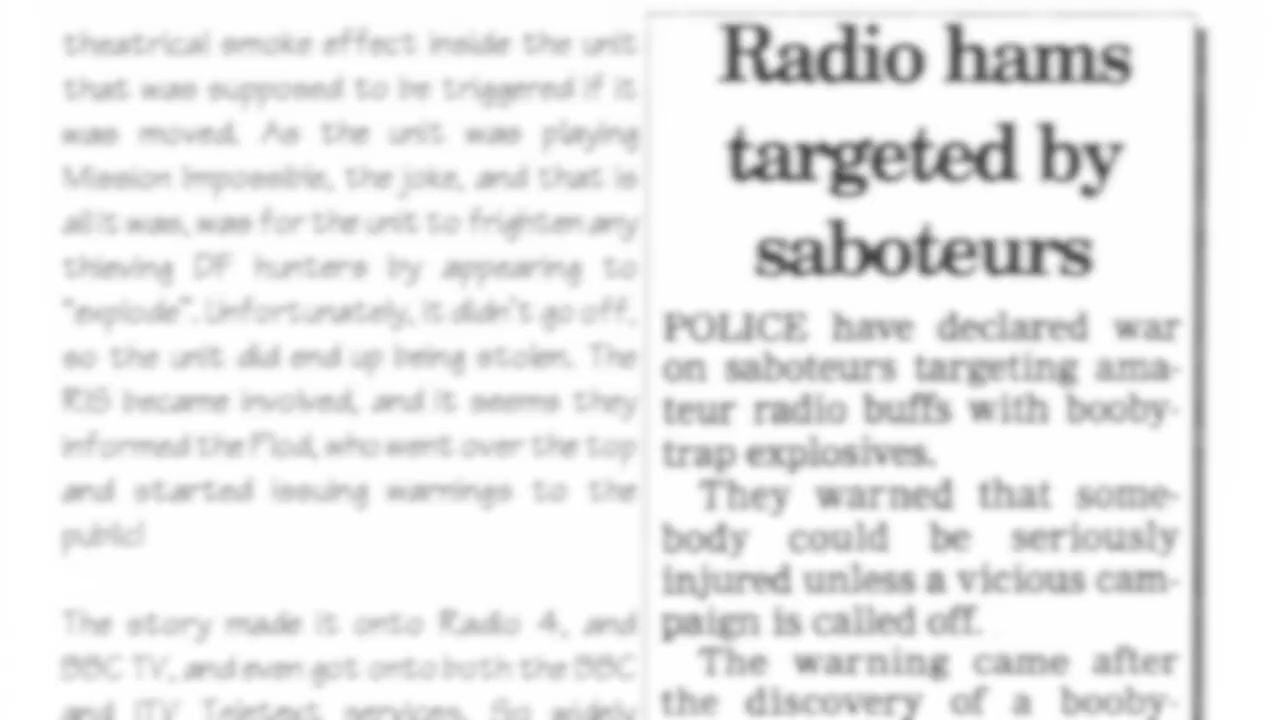 theatrical smoke effect inside the unit
that was supposed to be triggered if it
was moved. As the unit was playing
Mission Impossible, the joke, and that is
all it was, was for the unit to frighten any
thieving DF hunters by appearing to
"explode". Unfortunately, it didn't go off,
so the unit did end up being stolen. The
RIS became involved, and it seems they
informed the Plod, who went over the top
and started issuing warnings to the
public!
The story made it onto Radio 4, and
BBC TV, and even got onto both the BBC
and ITV Teletext services. So widely
Radio hams
targeted by
saboteurs
POLICE have declared war
on saboteurs targeting ama-
teur radio buffs with booby-
trap explosives.
They warned that some-
body could be seriously
injured unless a vicious cam-
paign is called off.
The warning came after
the discovery of a booby-